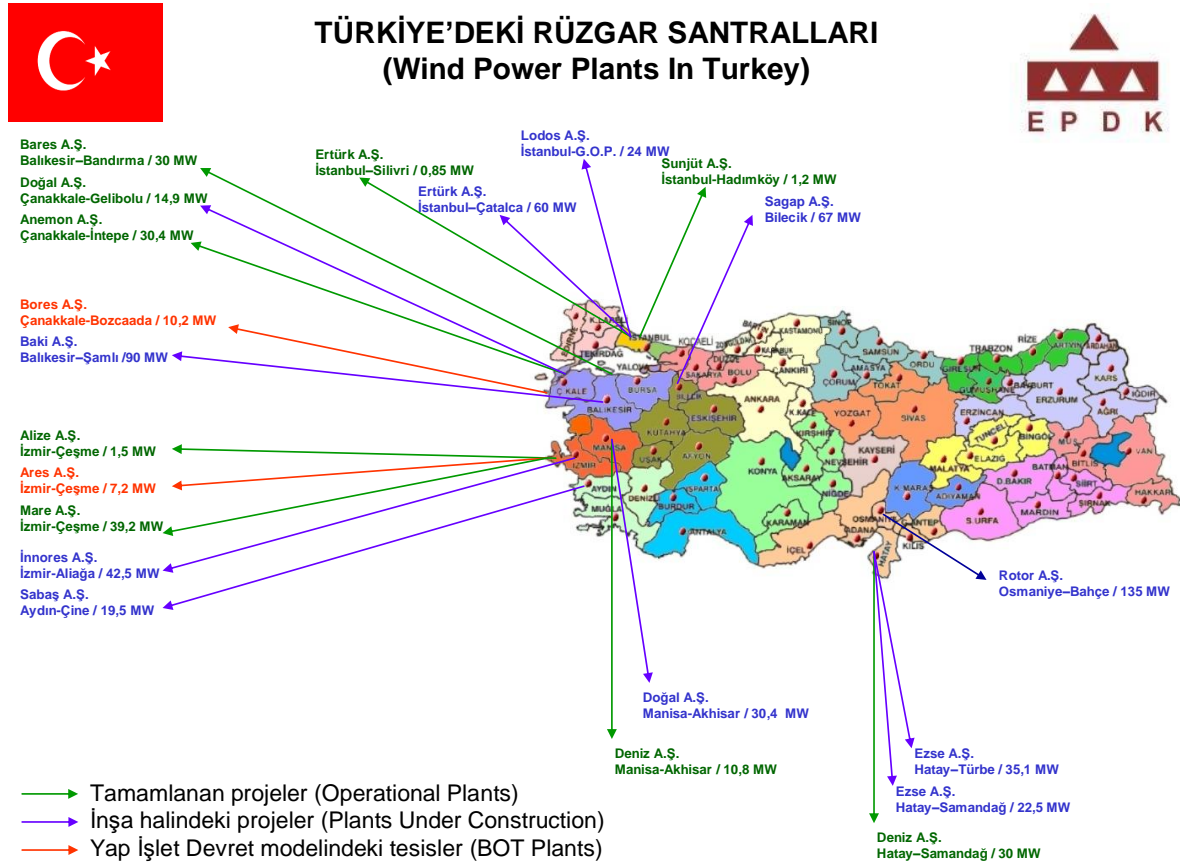 TÜRKİYE'DEKİ RÜZGAR SANTRALLARI
(Wind Power Plants In Turkey)
E P D K
Bares A.Ş.
Balıkesir–Bandırma / 30 MW
Doğal A.Ş.
Çanakkale-Gelibolu / 14,9 MW
Anemon A.Ş.
Çanakkale-İntepe / 30,4 MW
Ertürk A.Ş.
İstanbul–Silivri / 0,85 MW
Lodos A.Ş.
İstanbul-G.O.P. / 24 MW
Ertürk A.Ş.
İstanbul–Çatalca / 60 MW
Sunjüt A.Ş.
İstanbul-Hadımköy / 1,2 MW
Sagap A.Ş.
Bilecik / 67 MW
Bores A.Ş.
Çanakkale-Bozcaada / 10,2 MW
Baki A.Ş.
Balıkesir–Şamlı /90 MW
Alize A.Ş.
İzmir-Çeşme / 1,5 MW
Ares A.Ş.
İzmir-Çeşme / 7,2 MW
Mare A.Ş.
İzmir-Çeşme / 39,2 MW
İnnores A.Ş.
İzmir-Aliağa / 42,5 MW
Sabaş A.Ş.
Aydın-Çine / 19,5 MW
K.LARELİ
TEKİRDAĞ
İSTANBUL
KOCAELİ
YALOVA
SAKARYA
DÜZCE
BOLU
ZONGULDAK
BARTIN
KARABÜK
KASTAMONU
ÇANKIRI
SİNOP
SAMSUN
ORDU
ÇORUM
AMASYA
TOKAT
GİRESUN
TRABZON
RİZE
ARTVİN
ARDAHAN
GÜMÜŞHANE
BAYBURT
KARS
IĞDIR
ERZURUM
AĞRI
ERZİNCAN
Ç.KALE
BURSA
BALIKESİR
ESKİŞEHİR
KÜTAHYA
ANKARA
K.KALE
KIRŞEHİR
YOZGAT
SİVAS
MANİSA
İZMİR
UŞAK
AFYON
KONYA
AKSARAY
NEVŞEHİR
NİĞDE
KAYSERİ
MALATYA
ELAZIĞ
TUNCELİ
BİNGÖL
MUŞ
BİTLİS
VAN
AYDIN
DENİZLİ
MUĞLA
BURDUR
ISPARTA
ANTALYA
KARAMAN
İÇEL
ADANA
OSMANİYE
K.MARAŞ
ADIYAMAN
G.ANTEP
KİLİS
HATAY
Ş.URFA
D.BAKIR
MARDİN
BATMAN
SİİRT
ŞIRNAK
HAKKARİ
Rotor A.Ş.
Osmaniye–Bahçe / 135 MW
Doğal A.Ş.
Manisa-Akhisar / 30,4 MW
Deniz A.Ş.
Manisa-Akhisar / 10,8 MW
Ezse A.Ş.
Hatay–Türbe / 35,1 MW
Ezse A.Ş.
Hatay–Samandağ / 22,5 MW
Deniz A.Ş.
Hatay–Samandağ / 30 MW
Tamamlanan projeler (Operational Plants)
İnşa halindeki projeler (Plants Under Construction)
Yap İşlet Devret modelindeki tesisler (BOT Plants)